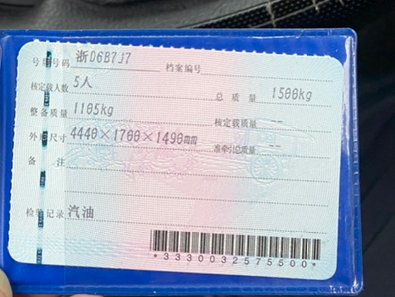 号牌号码 浙D6B7J7 档案编号
核定载人数 5人 总质量 1500kg
整备质量 1105kg 核定载质量 --
外廓尺寸 4440×1700×1490mm 准牵引总质量 --
备注
检验记录 汽油
*3330032575500*